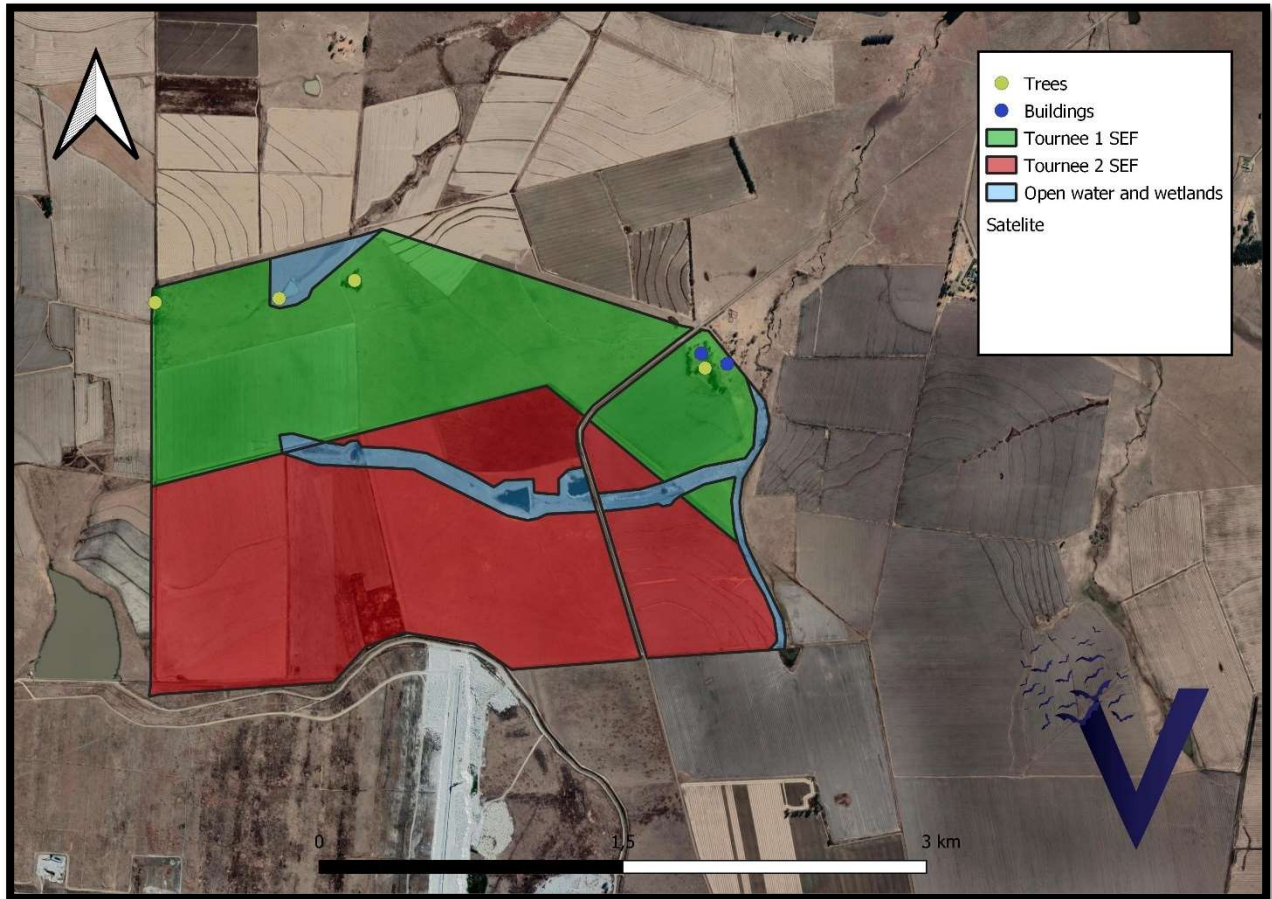 Trees
Buildings
Tournee 1 SEF
Tournee 2 SEF
Open water and wetlands
Satelite
0 1,5 3 km
V